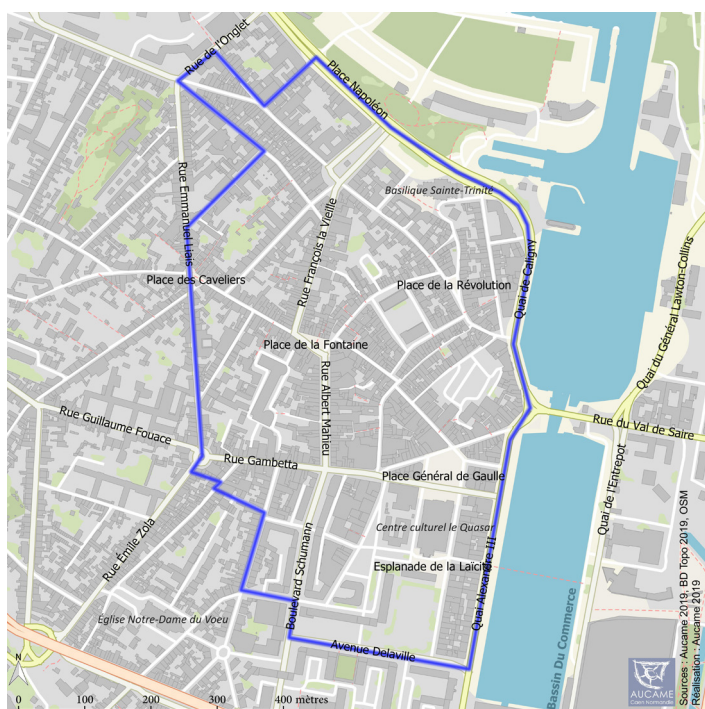 Rue de l'Onglet
Place Napoléon
Basilique Sainte-Trinité
Rue Emmanuel Liais
Rue François la Vieille
Quai de Caligny
Place des Caveliers
Place de la Révolution
Quai du Général Lawton-Collins
Place de la Fontaine
Rue Albert Mahieu
Rue Guillaume Fouace
Rue du Val de Saire
Rue Gambetta
Place Général de Gaulle
Quai de l'Entrepot
Centre culturel le Quasar
Rue Émile Zola
Boulevard Schumann
Esplanade de la Laïcité
Quai Alexandre III
Église Notre-Dame du Voeu
Avenue Delaville
Bassin Du Commerce
N
0 100 200 300 400 mètres
AUCAME
Caen Normandie
Sources : Aucame 2019, BD Topo 2019, OSM
Réalisation : Aucame 2019